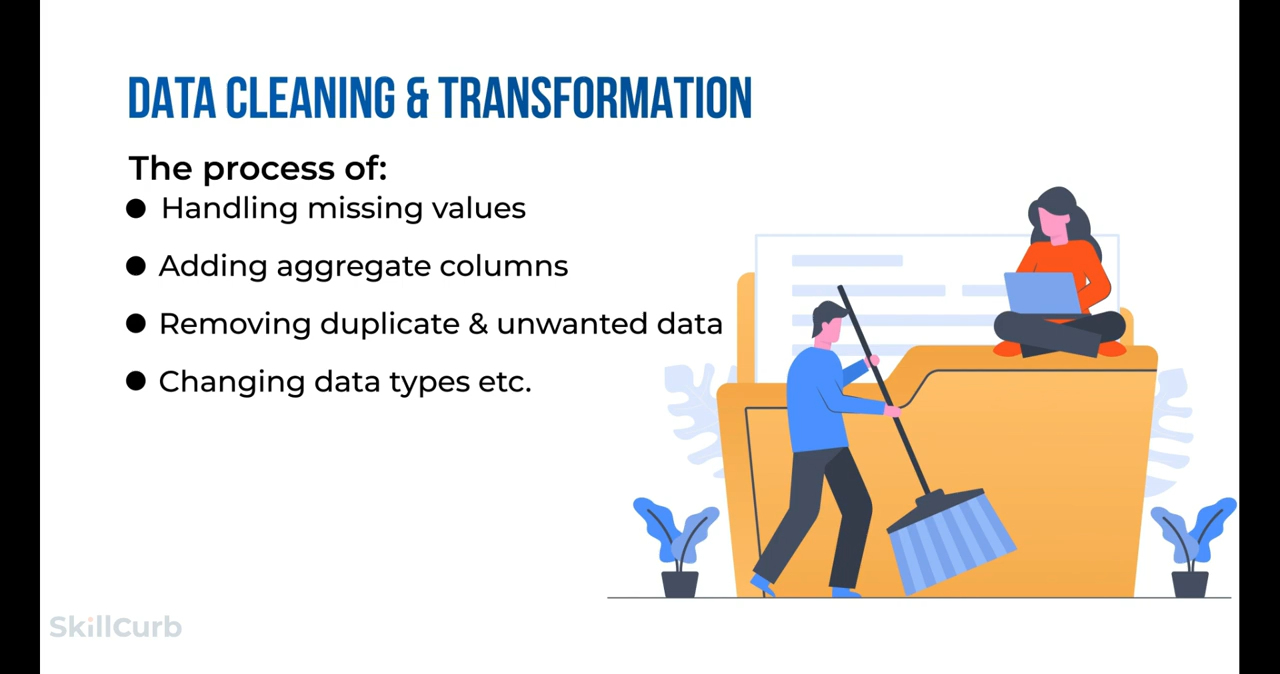 DATA CLEANING & TRANSFORMATION
The process of:
● Handling missing values
● Adding aggregate columns
● Removing duplicate & unwanted data
● Changing data types etc.
SkillCurb